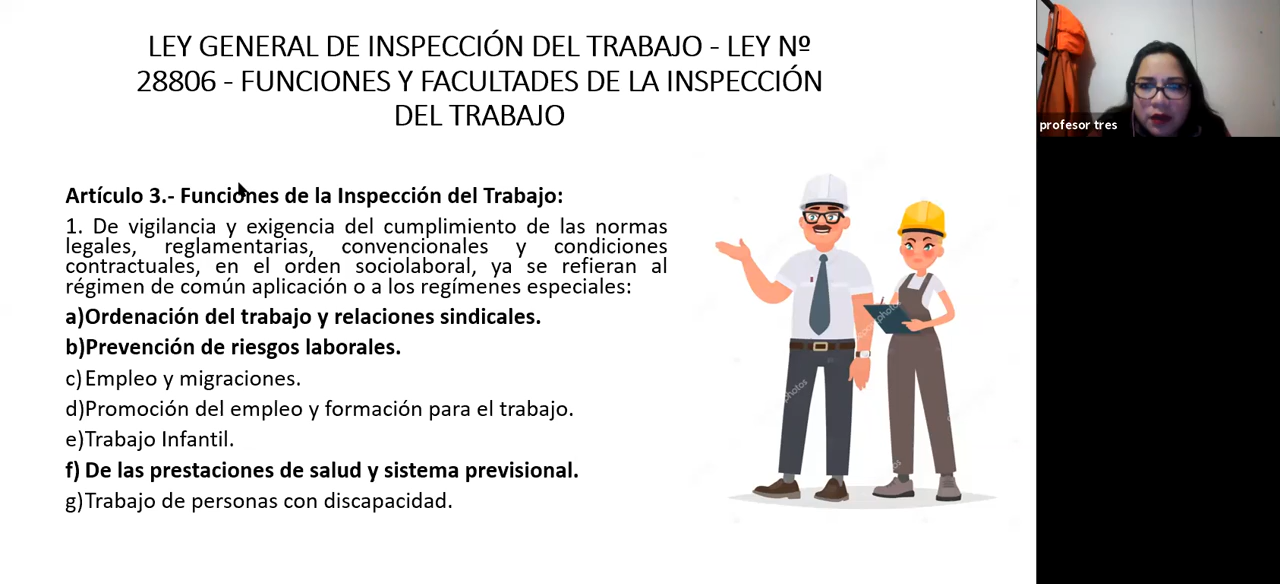 LEY GENERAL DE INSPECCIÓN DEL TRABAJO - LEY Nº
28806 - FUNCIONES Y FACULTADES DE LA INSPECCIÓN
DEL TRABAJO
profesor tres
Artículo 3.- Funciones de la Inspección del Trabajo:
1. De vigilancia y exigencia del cumplimiento de las normas
legales, reglamentarias, convencionales y condiciones
contractuales, en el orden sociolaboral, ya se refieran al
régimen de común aplicación o a los regímenes especiales:
a)Ordenación del trabajo y relaciones sindicales.
b)Prevención de riesgos laborales.
c) Empleo y migraciones.
d)Promoción del empleo y formación para el trabajo.
e)Trabajo Infantil.
f) De las prestaciones de salud y sistema previsional.
g)Trabajo de personas con discapacidad.